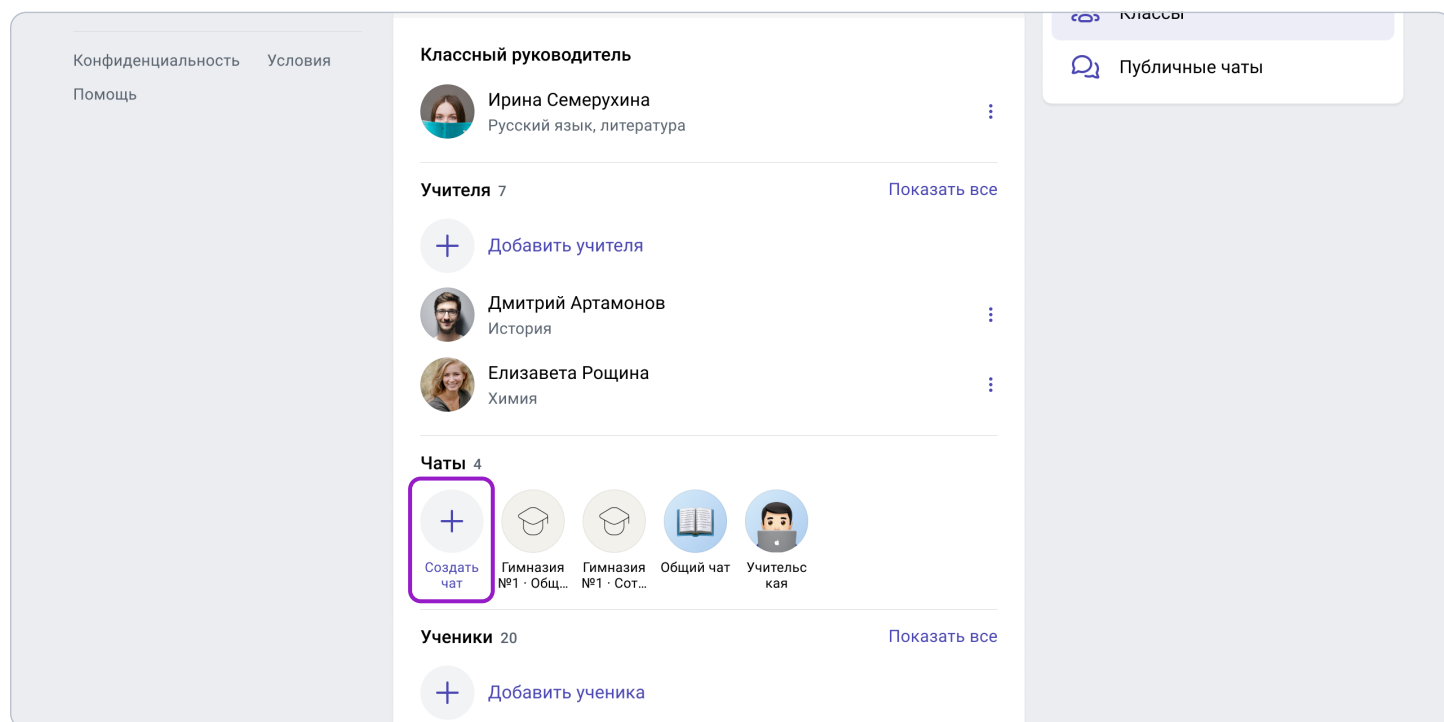 Конфиденциальность Условия
Помощь
Классный руководитель
Ирина Семерухина
Русский язык, литература
Учителя 7
Показать все
Добавить учителя
Дмитрий Артамонов
История
Елизавета Рощина
Химия
Чаты 4
Создать
чат
Гимназия
№1 · Общ...
Гимназия
№1 · Сот...
Общий чат
Учительс
кая
Ученики 20
Показать все
Добавить ученика
Классы
Публичные чаты